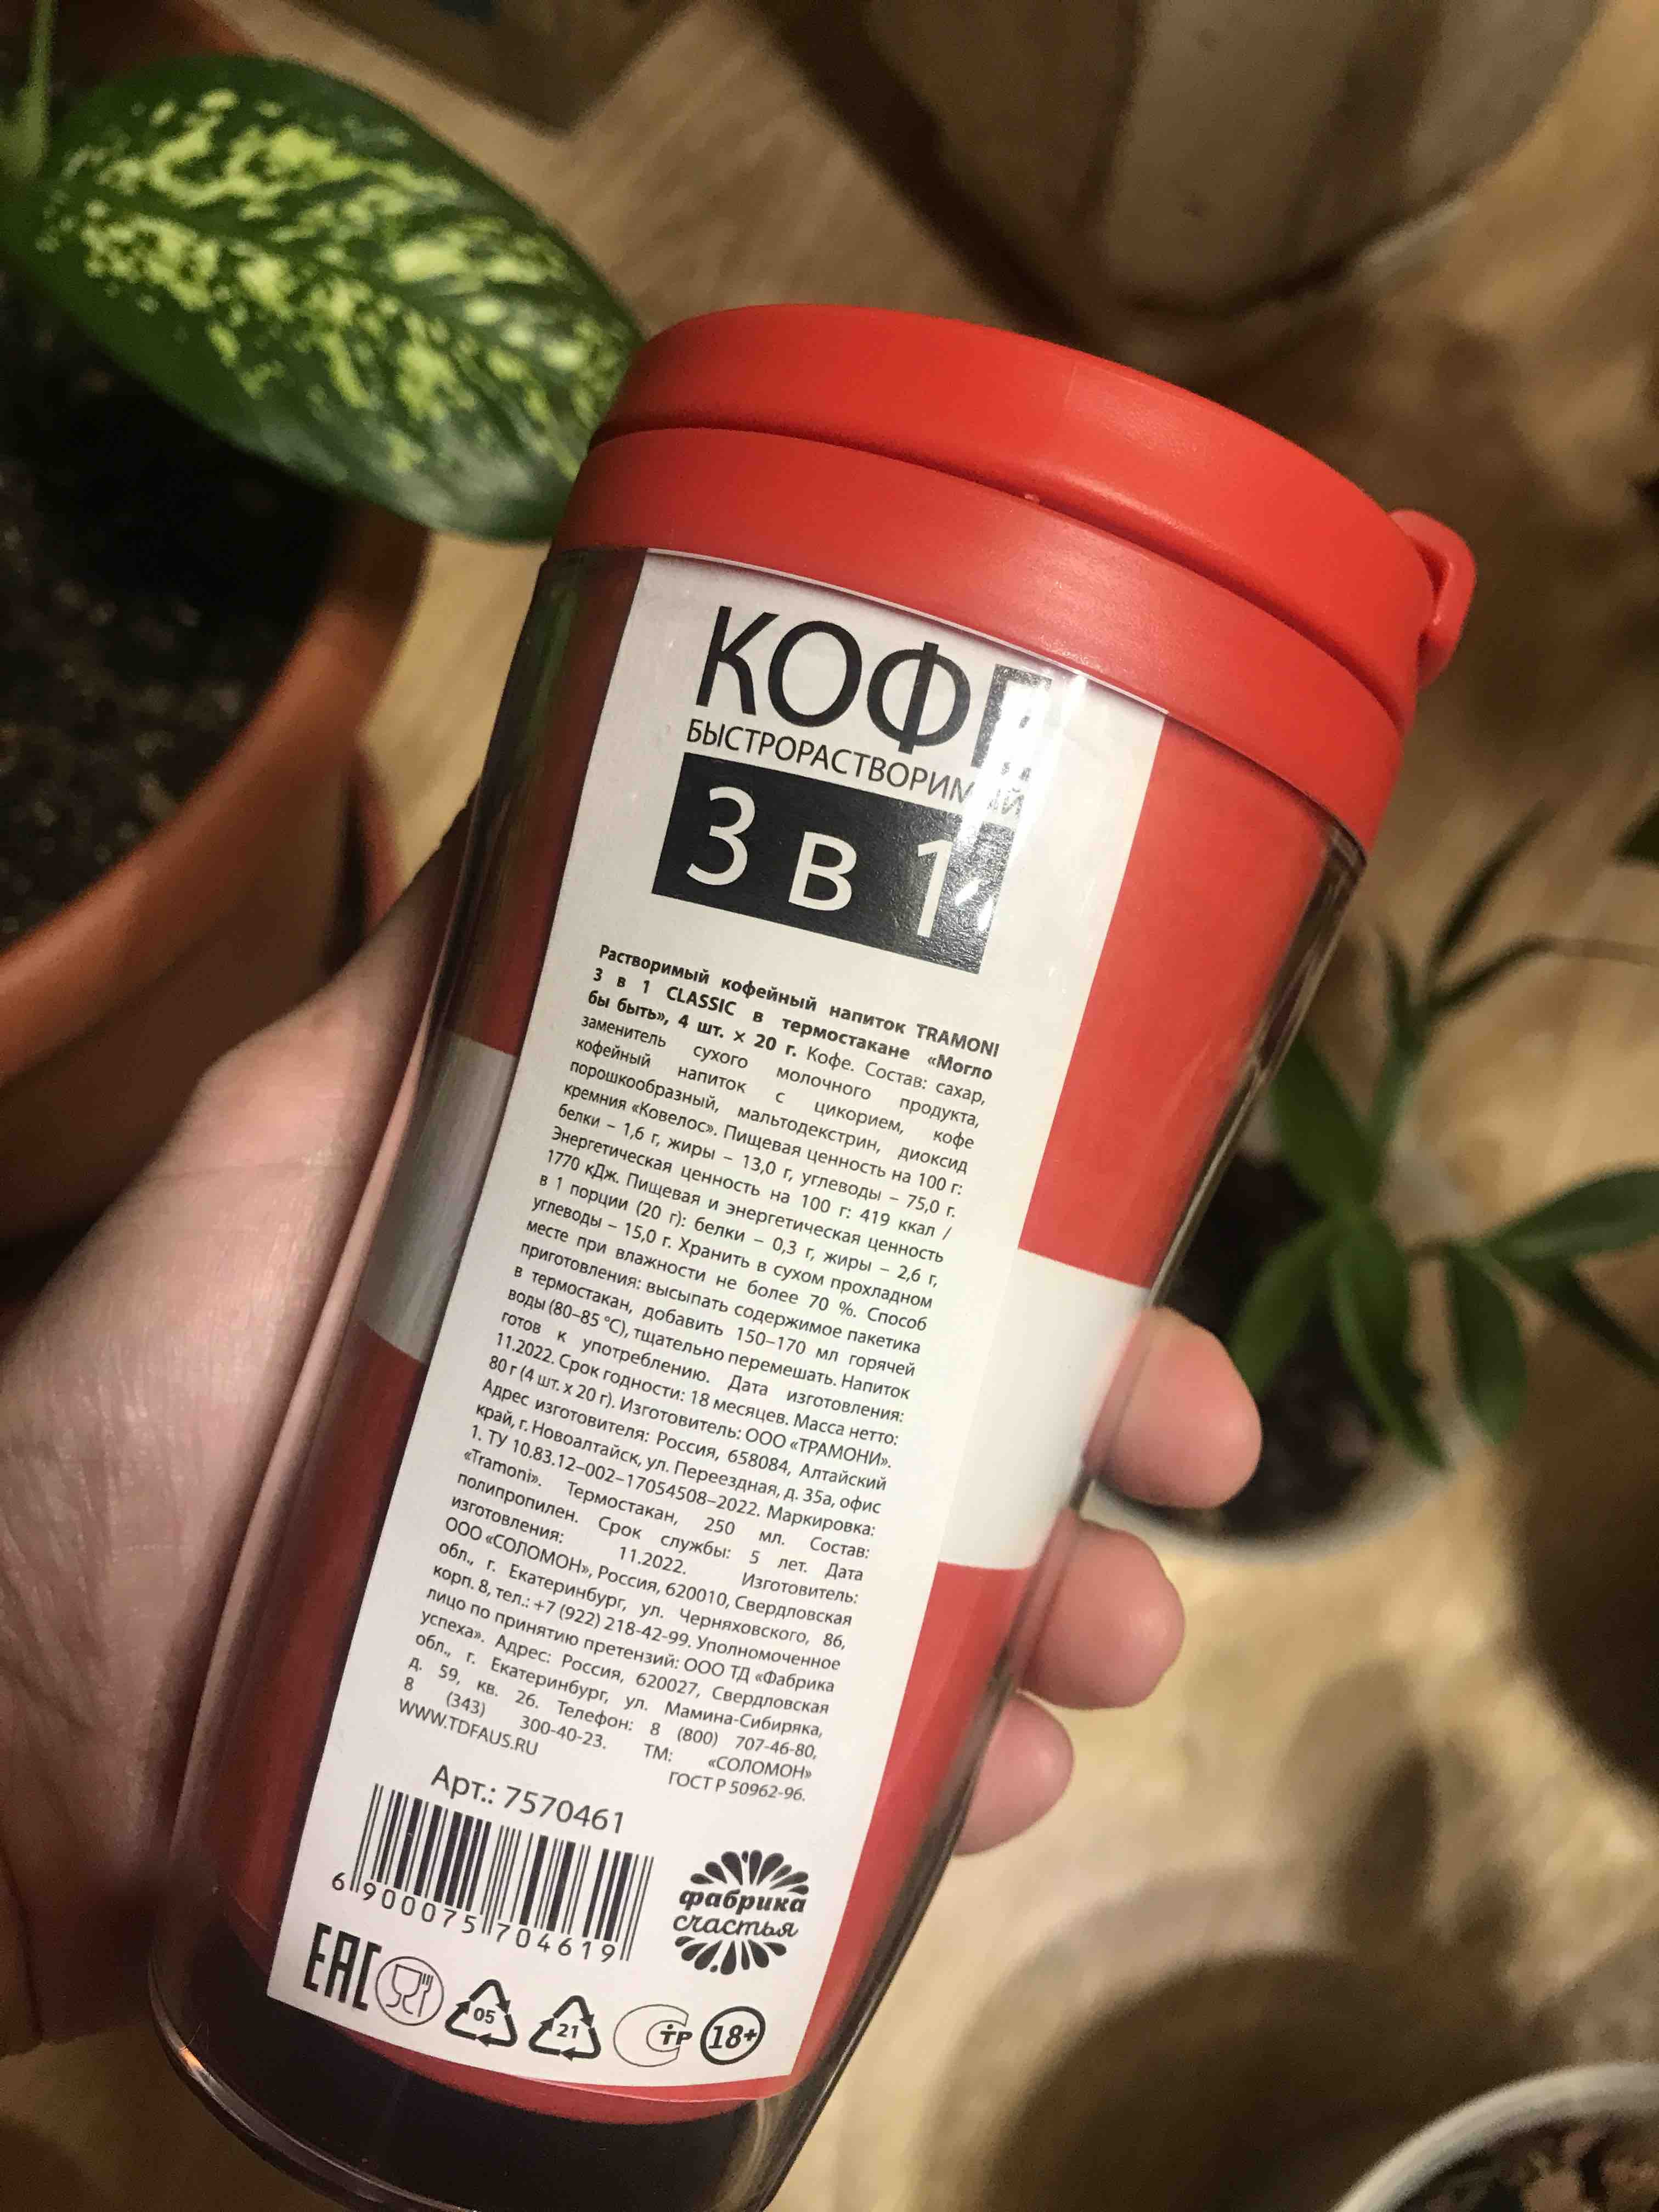 КОФЕ
БЫСТРОРАСТВОРИМЫЙ
3 в 1
Растворимый кофейный напиток TRAMONI
3 в 1 CLASSIC в термостакане «Могло
бы быть», 4 шт. × 20 г. Кофе. Состав: сахар,
заменитель сухого молочного продукта,
кофейный напиток с цикорием, кофе
порошкообразный, мальтодекстрин, диоксид
кремния «Ковелос». Пищевая ценность на 100 г:
белки – 1,6 г, жиры – 13,0 г, углеводы – 75,0 г.
Энергетическая ценность на 100 г: 419 ккал /
1770 кДж. Пищевая и энергетическая ценность
в 1 порции (20 г): белки – 0,3 г, жиры – 2,6 г,
углеводы – 15,0 г. Хранить в сухом прохладном
месте при влажности не более 70 %. Способ
приготовления: высыпать содержимое пакетика
в термостакан, добавить 150–170 мл горячей
воды (80–85 °С), тщательно перемешать. Напиток
готов к употреблению. Дата изготовления:
11.2022. Срок годности: 18 месяцев. Масса нетто:
80 г (4 шт. х 20 г). Изготовитель: ООО «ТРАМОНИ».
Адрес изготовителя: Россия, 658084, Алтайский
край, г. Новоалтайск, ул. Переездная, д. 35а, офис
1. ТУ 10.83.12–002–17054508–2022. Маркировка:
«Tramoni». Термостакан, 250 мл. Состав:
полипропилен. Срок службы: 5 лет. Дата
изготовления: 11.2022. Изготовитель:
ООО «СОЛОМОН», Россия, 620010, Свердловская
обл., г. Екатеринбург, ул. Черняховского, 86,
корп. 8, тел.: +7 (922) 218-42-99. Уполномоченное
лицо по принятию претензий: ООО ТД «Фабрика
успеха». Адрес: Россия, 620027, Свердловская
обл., г. Екатеринбург, ул. Мамина-Сибиряка,
д. 59, кв. 26. Телефон: 8 (800) 707-46-80,
8 (343) 300-40-23. ТМ: «СОЛОМОН»
WWW.TDFAUS.RU ГОСТ Р 50962-96.
Арт.: 7570461
6 900075 704619
фабрика
счастья
ЕАС 05 21 СТР 18+